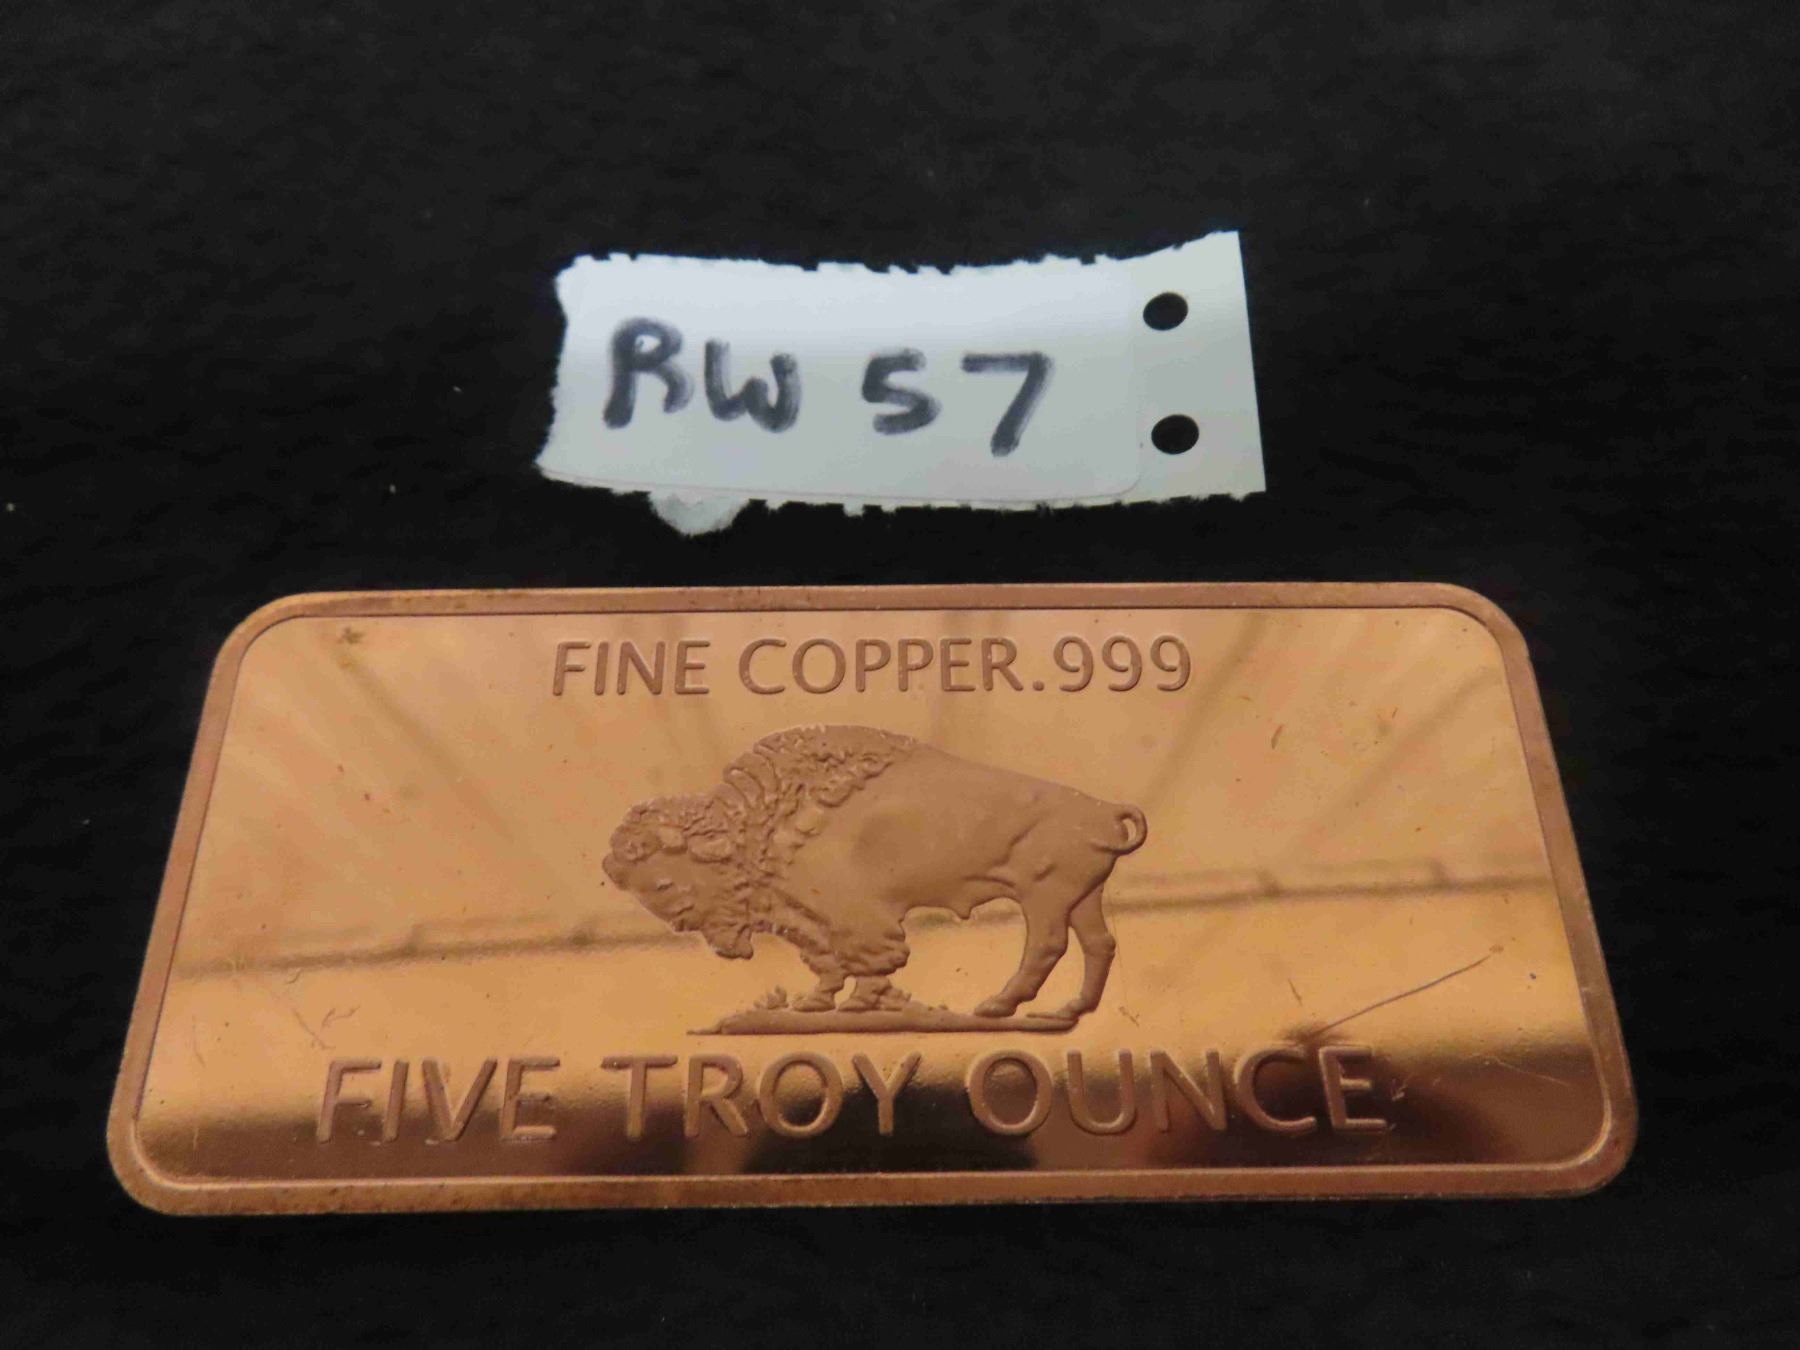 RW 57
FINE COPPER.999
FIVE TROY OUNCE